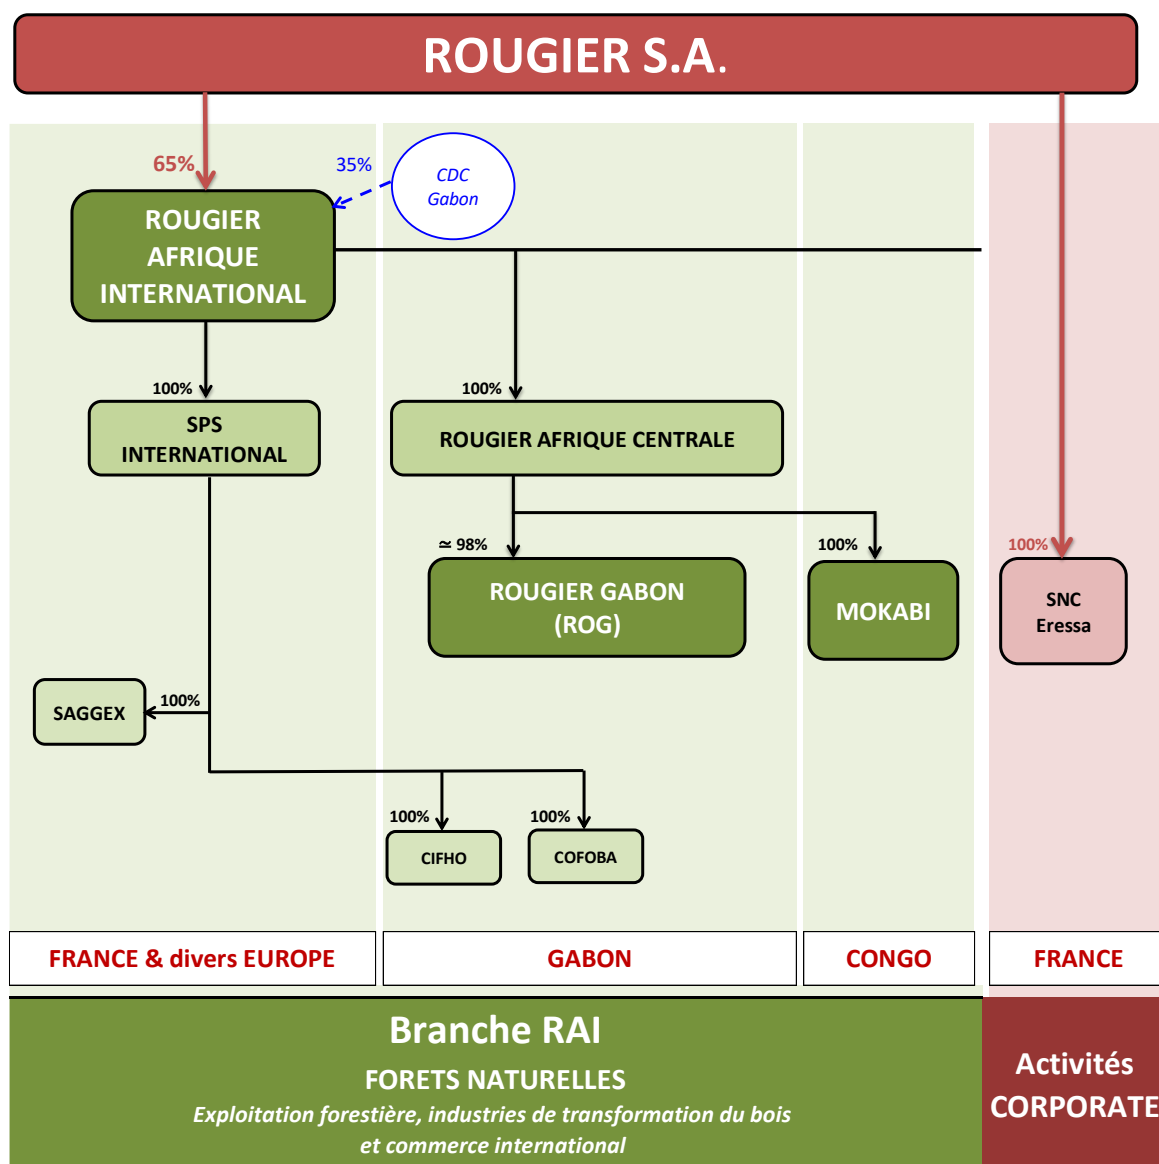 ROUGIER S.A.
65%
35%
CDC
Gabon
ROUGIER
AFRIQUE
INTERNATIONAL
100%
100%
SPS
INTERNATIONAL
ROUGIER AFRIQUE CENTRALE
≃ 98%
100%
100%
ROUGIER GABON
(ROG)
MOKABI
SNC
Eressa
SAGGEX
100%
100%
100%
CIFHO
COFOBA
FRANCE & divers EUROPE
GABON
CONGO
FRANCE
Branche RAI
FORETS NATURELLES
Exploitation forestière, industries de transformation du bois
et commerce international
Activités
CORPORATE